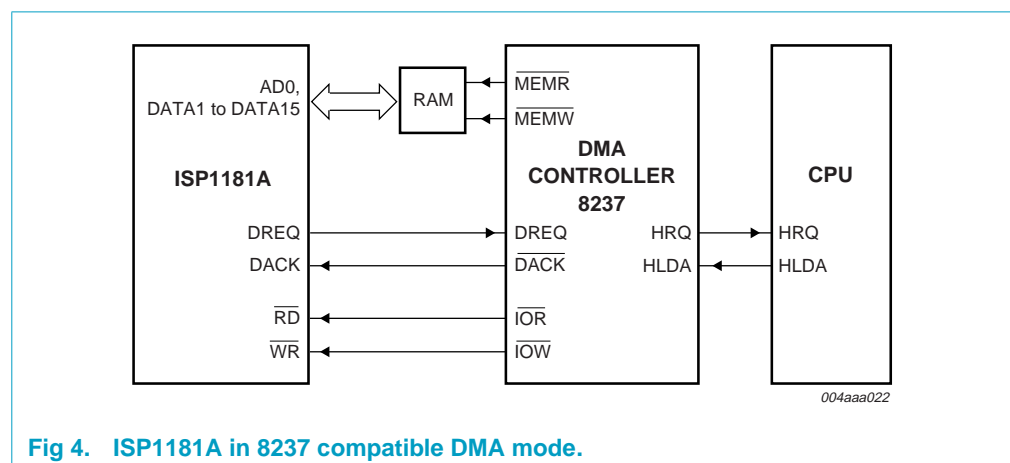 AD0,
DATA1 to DATA15
RAM
MEMR
MEMW
DMA
CONTROLLER
8237
CPU
ISP1181A
DREQ
DREQ
HRQ
HRQ
DACK
DACK
HLDA
HLDA
RD
IOR
WR
IOW
004aaa022
Fig 4. ISP1181A in 8237 compatible DMA mode.